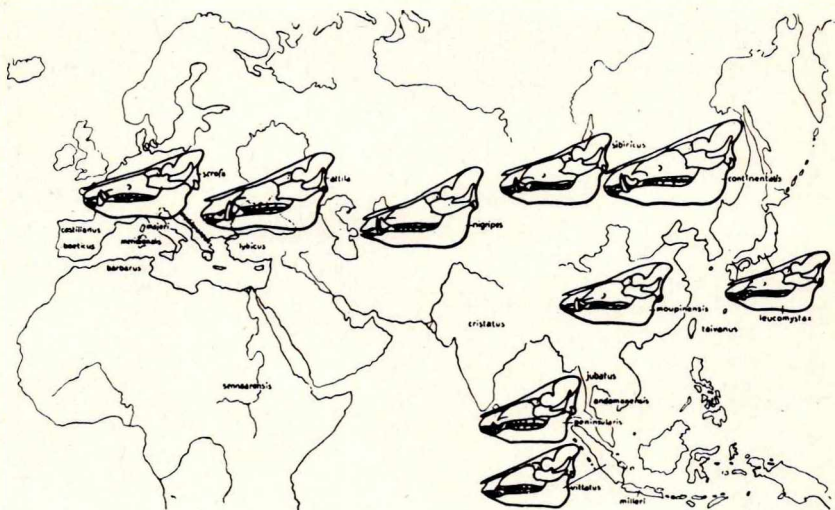 sibiricus
scrofa
attila
continentalis
castilianus
majori
nigripes
baeticus
meridionalis
lybicus
barbarus
moupinensis
leucomystax
cristatus
taivanus
jubatus
sennaarensis
andamanensis
peninsularis
vittatus
milleri